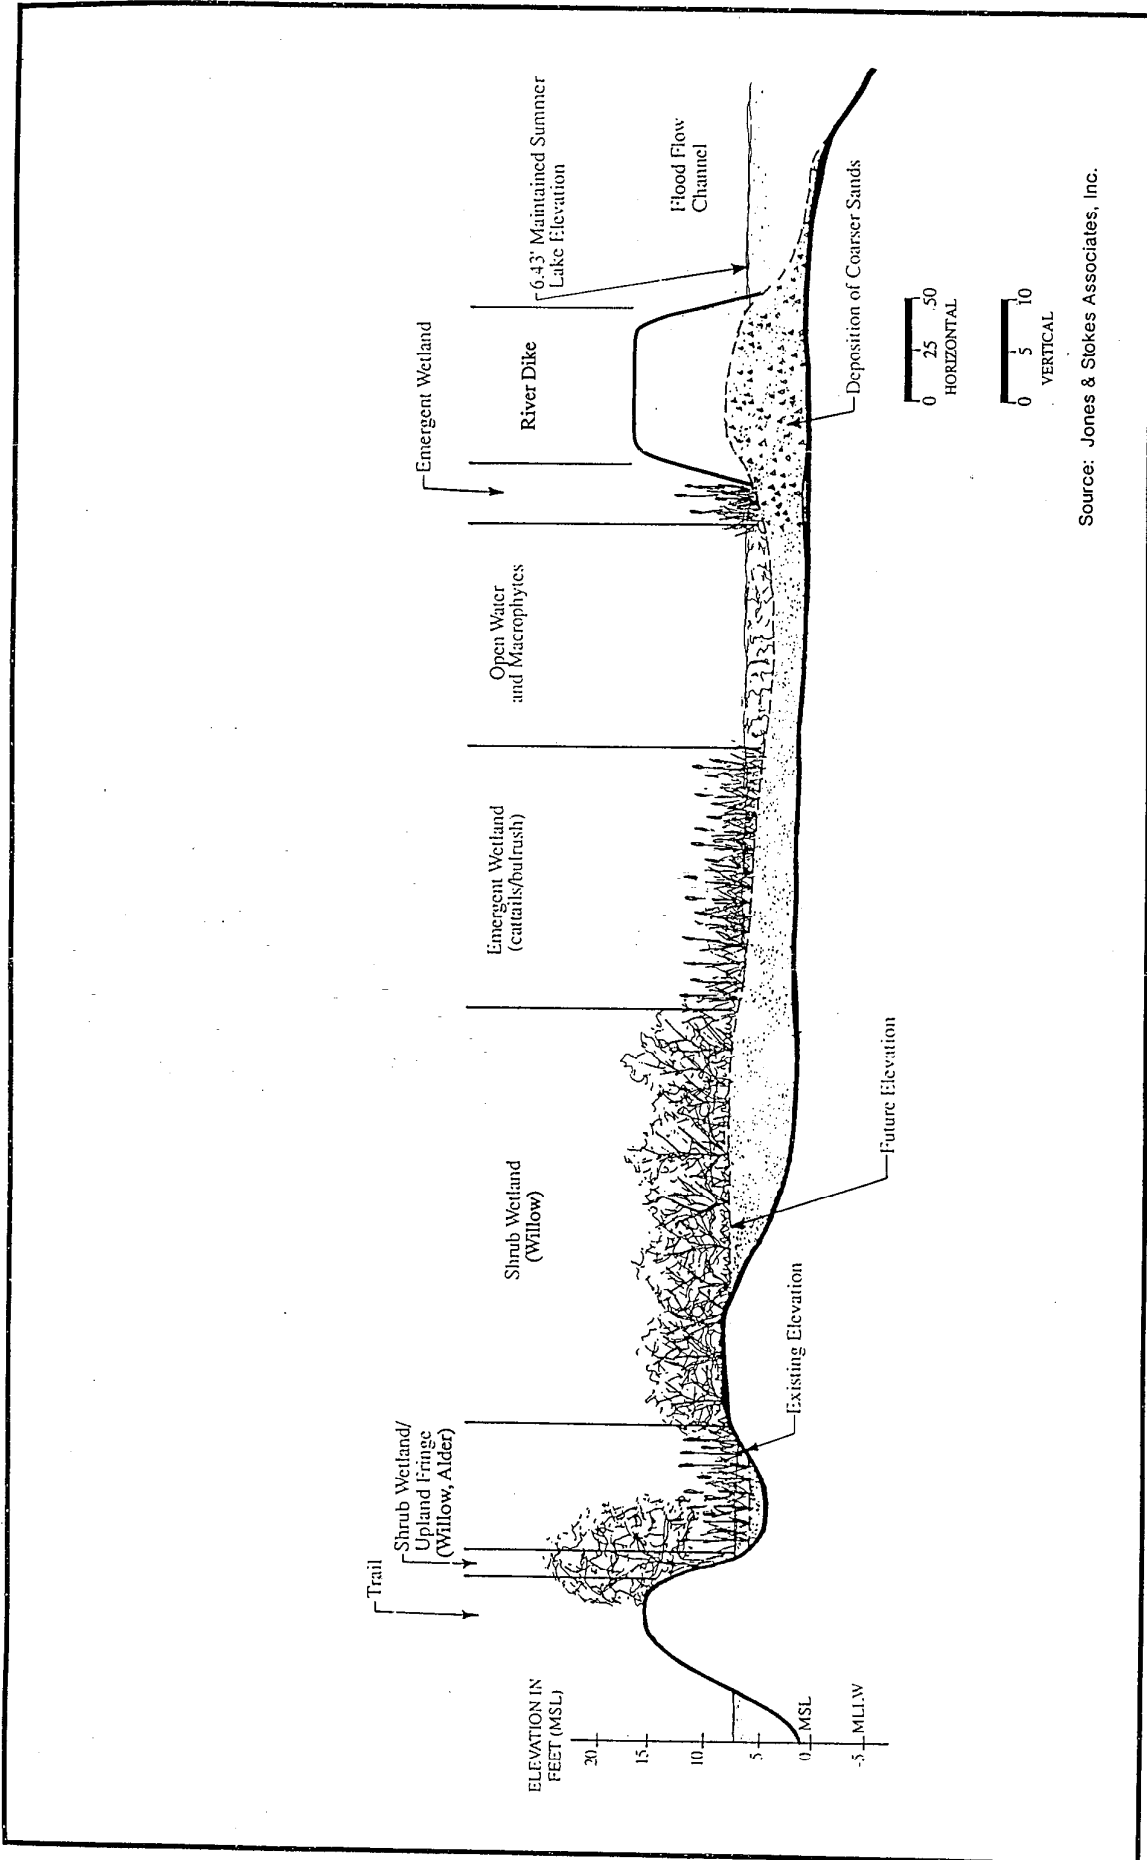 Trail
Shrub Wetland/
Upland Fringe
(Willow, Alder)
Shrub Wetland
(Willow)
Emergent Wetland
(cattails/bulrush)
Open Water
and Macrophytes
Emergent Wetland
River Dike
6.43' Maintained Summer
Lake Elevation
Flood Flow
Channel
ELEVATION IN
FEET (MSL)
20
15
10
5
0 MSL
-5 MLLW
Existing Elevation
Future Elevation
Deposition of Coarser Sands
0 25 50
HORIZONTAL
0 5 10
VERTICAL
Source: Jones & Stokes Associates, Inc.